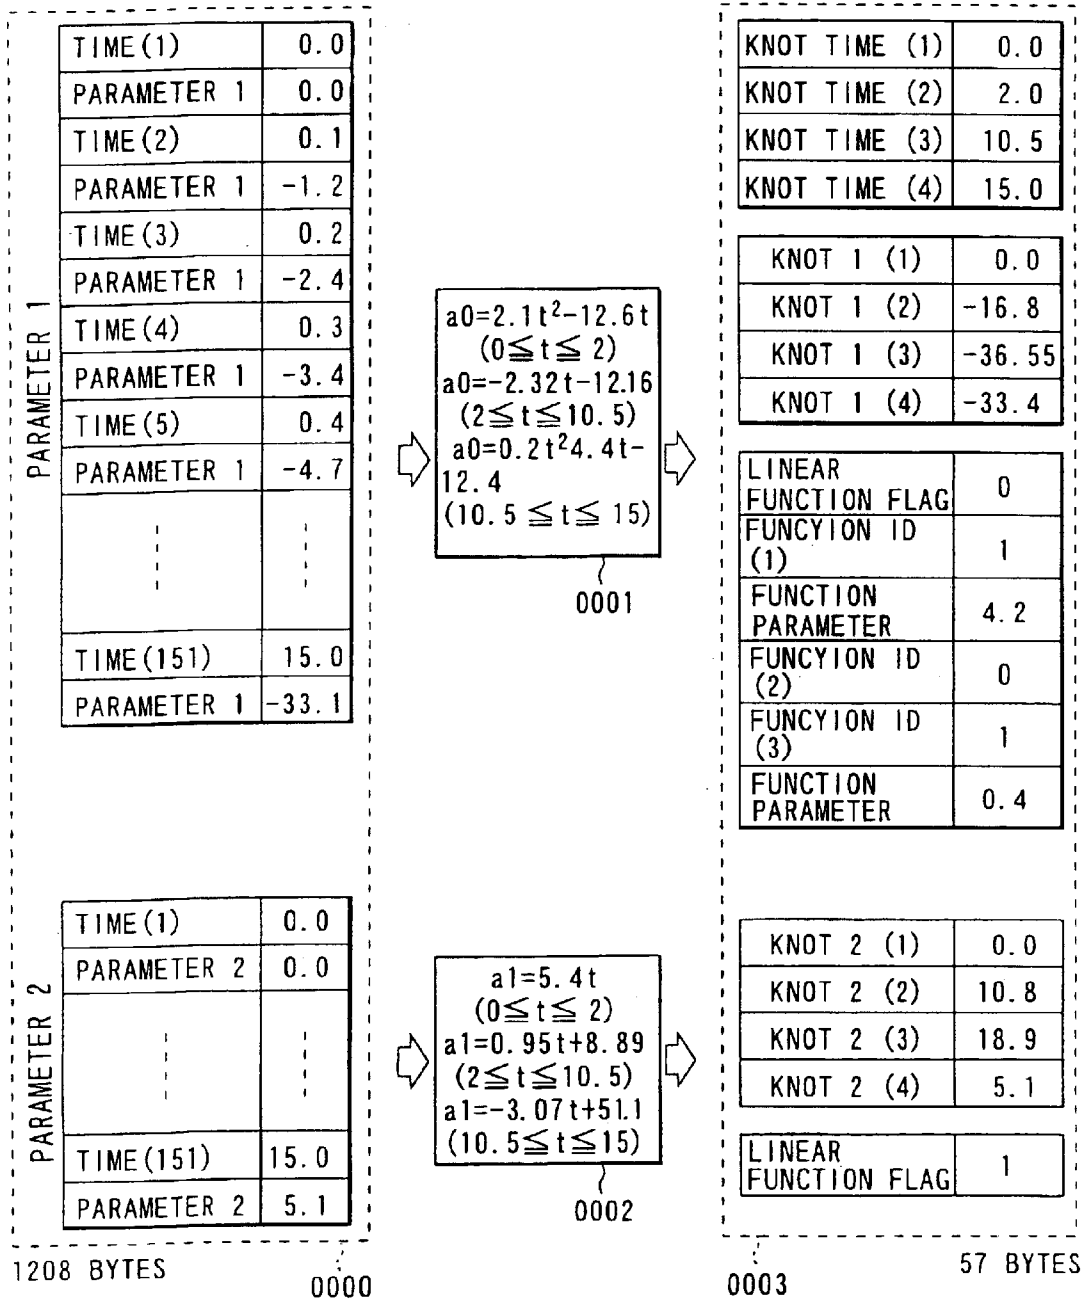 PARAMETER 1
TIME(1) 0.0
PARAMETER 1 0.0
TIME(2) 0.1
PARAMETER 1 -1.2
TIME(3) 0.2
PARAMETER 1 -2.4
TIME(4) 0.3
PARAMETER 1 -3.4
TIME(5) 0.4
PARAMETER 1 -4.7
TIME(151) 15.0
PARAMETER 1 -33.1
PARAMETER 2
TIME(1) 0.0
PARAMETER 2 0.0
TIME(151) 15.0
PARAMETER 2 5.1
1208 BYTES
0000
a0=2.1t²-12.6t
(0≦t≦2)
a0=-2.32t-12.16
(2≦t≦10.5)
a0=0.2t²4.4t-
12.4
(10.5≦t≦15)
0001
a1=5.4t
(0≦t≦2)
a1=0.95t+8.89
(2≦t≦10.5)
a1=-3.07t+51.1
(10.5≦t≦15)
0002
KNOT TIME (1) 0.0
KNOT TIME (2) 2.0
KNOT TIME (3) 10.5
KNOT TIME (4) 15.0
KNOT 1 (1) 0.0
KNOT 1 (2) -16.8
KNOT 1 (3) -36.55
KNOT 1 (4) -33.4
LINEAR
FUNCTION FLAG 0
FUNCYION ID
(1) 1
FUNCTION
PARAMETER 4.2
FUNCYION ID
(2) 0
FUNCYION ID
(3) 1
FUNCTION
PARAMETER 0.4
KNOT 2 (1) 0.0
KNOT 2 (2) 10.8
KNOT 2 (3) 18.9
KNOT 2 (4) 5.1
LINEAR
FUNCTION FLAG 1
0003
57 BYTES